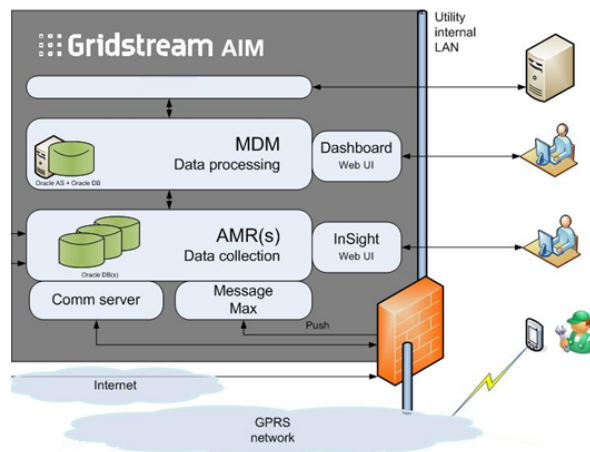 Gridstream AIM
Utility
internal
LAN
MDM
Data processing
Oracle AS + Oracle DB
Dashboard
Web UI
AMR(s)
Data collection
Oracle DB(s)
InSight
Web UI
Comm server
Message
Max
Push
Internet
GPRS
network